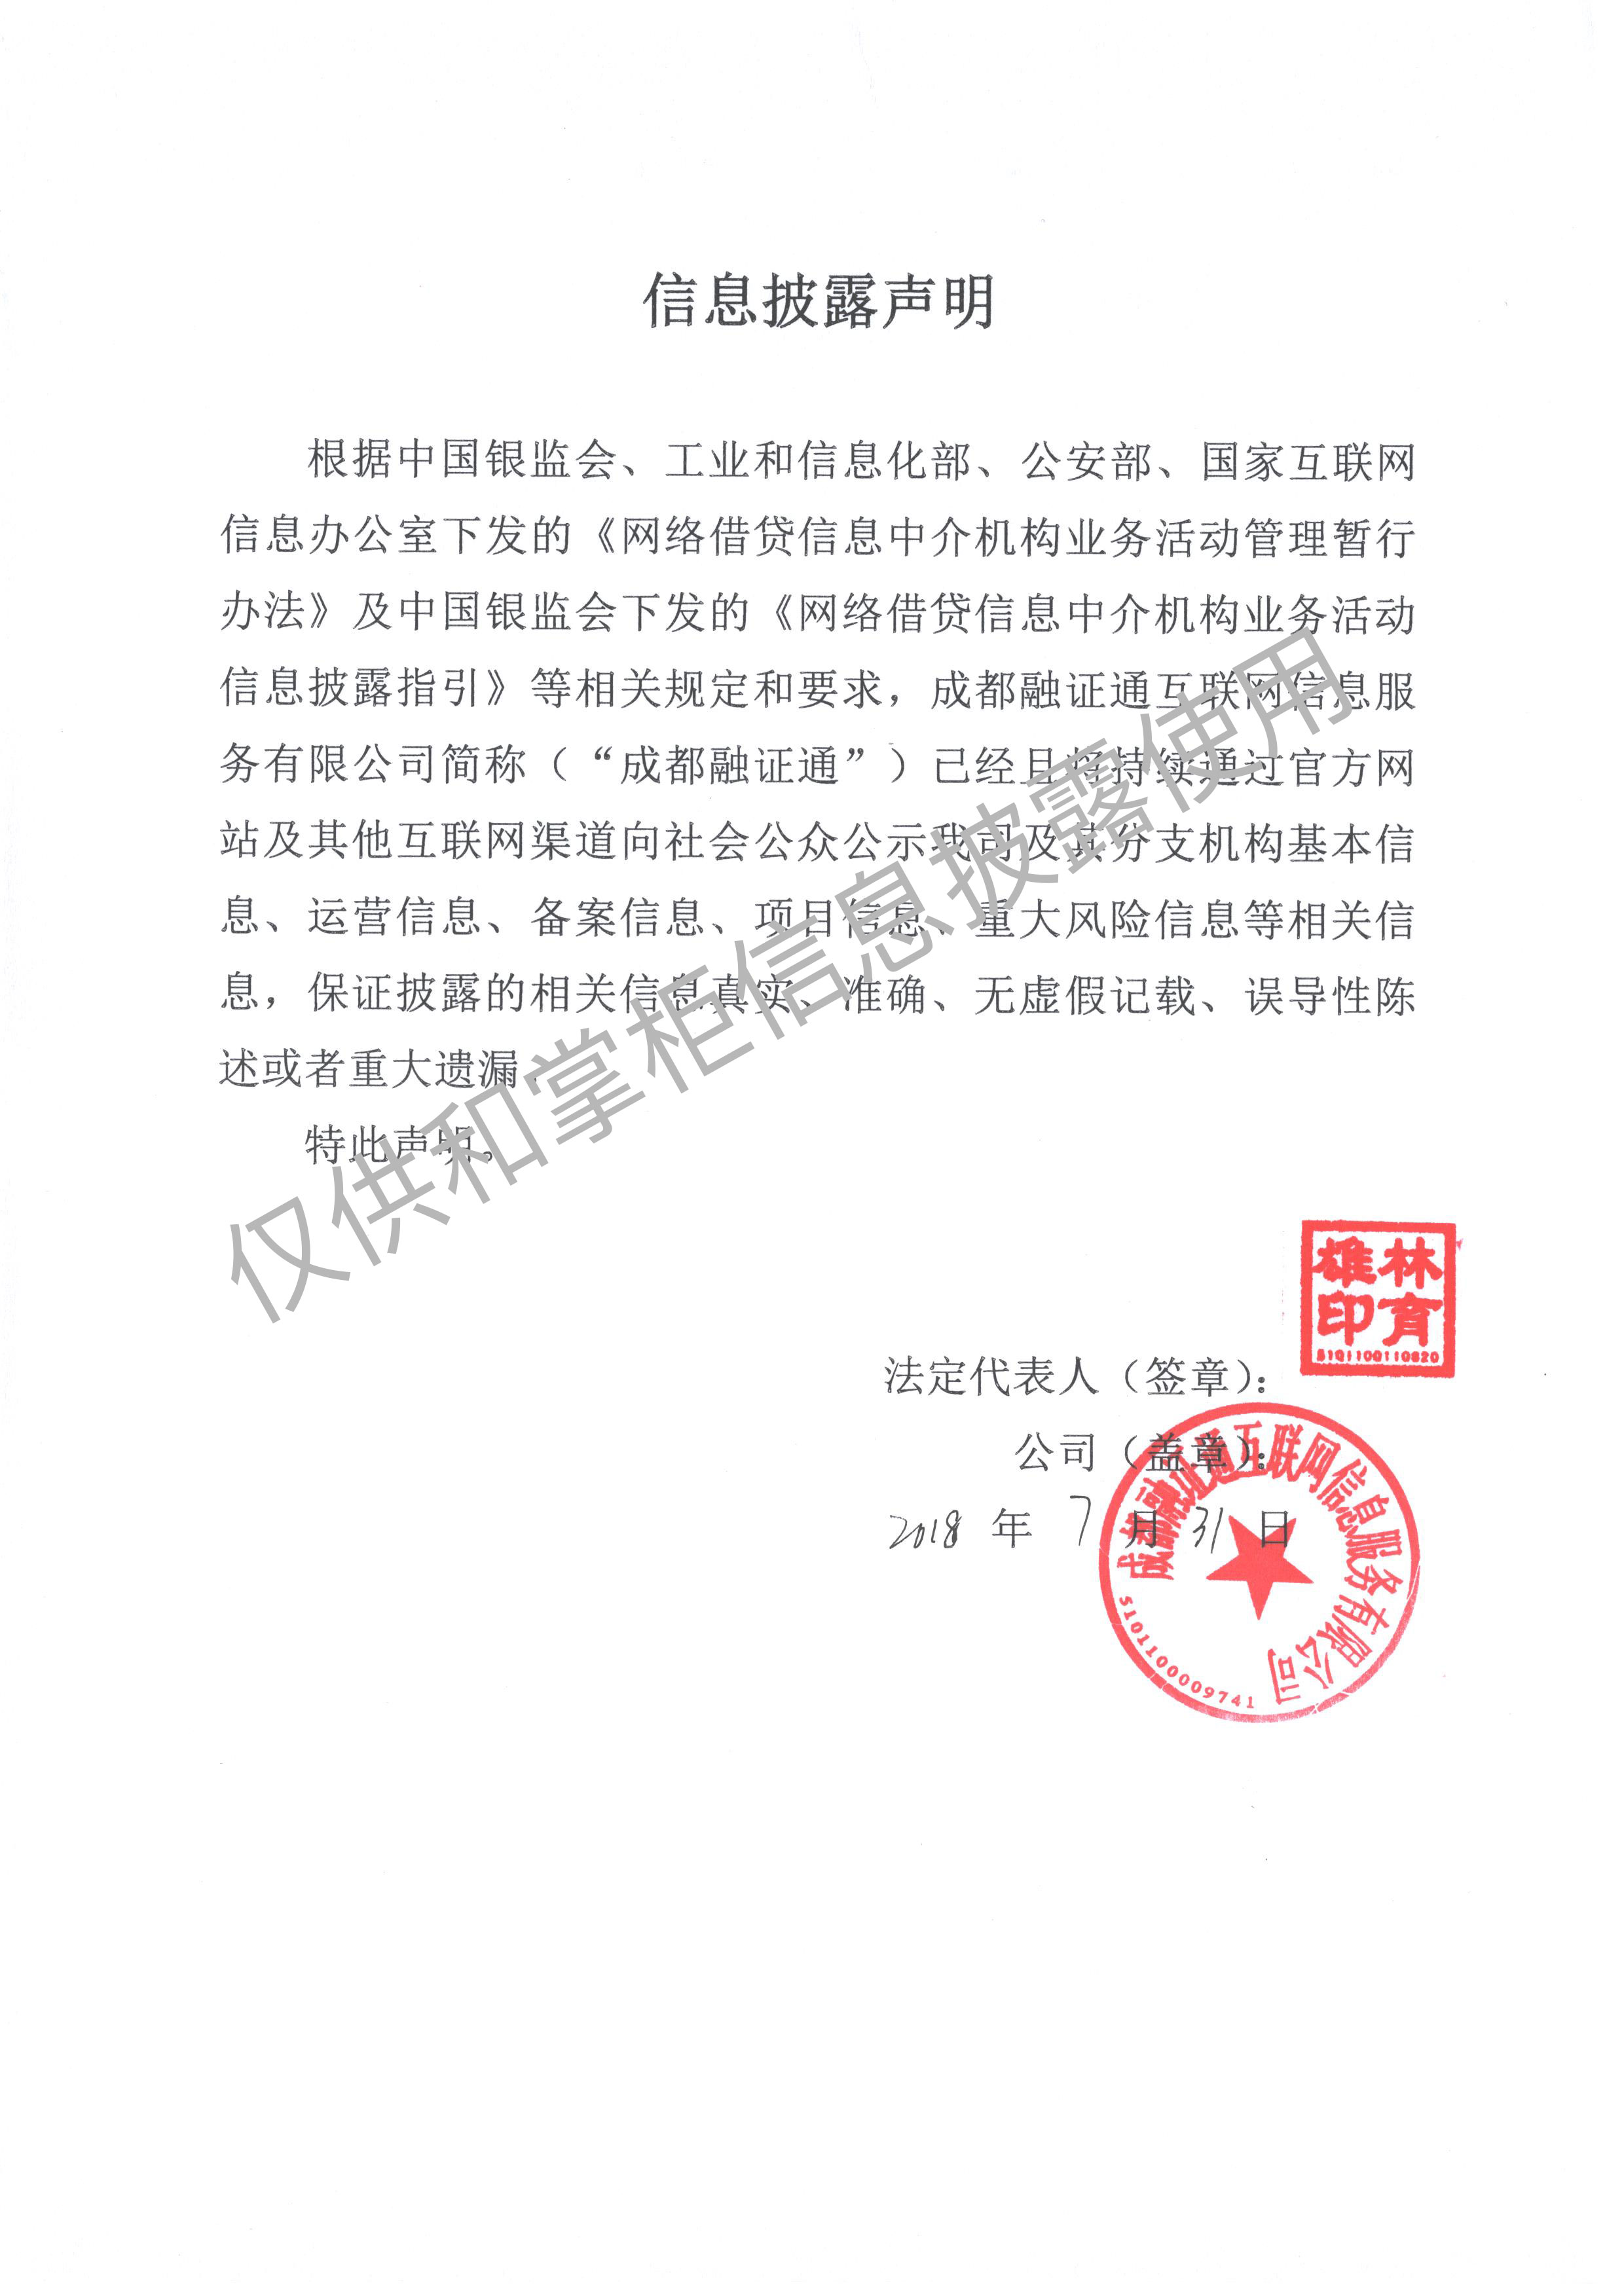 信息披露声明
根据中国银监会、工业和信息化部、公安部、国家互联网
信息办公室下发的《网络借贷信息中介机构业务活动管理暂行
办法》及中国银监会下发的《网络借贷信息中介机构业务活动
信息披露指引》等相关规定和要求，成都融证通互联网信息服
务有限公司简称（“成都融证通”）已经且将持续通过官方网
站及其他互联网渠道向社会公众公示我司及其分支机构基本信
息、运营信息、备案信息、项目信息、重大风险信息等相关信
息，保证披露的相关信息真实、准确、无虚假记载、误导性陈
述或者重大遗漏。
特此声明。
仅供和掌柜信息披露使用
林育雄印
5101100110820
法定代表人（签章）：
公司（盖章）：
2018 年 7 月 31 日
成都融证通互联网信息服务有限公司
5101100009741